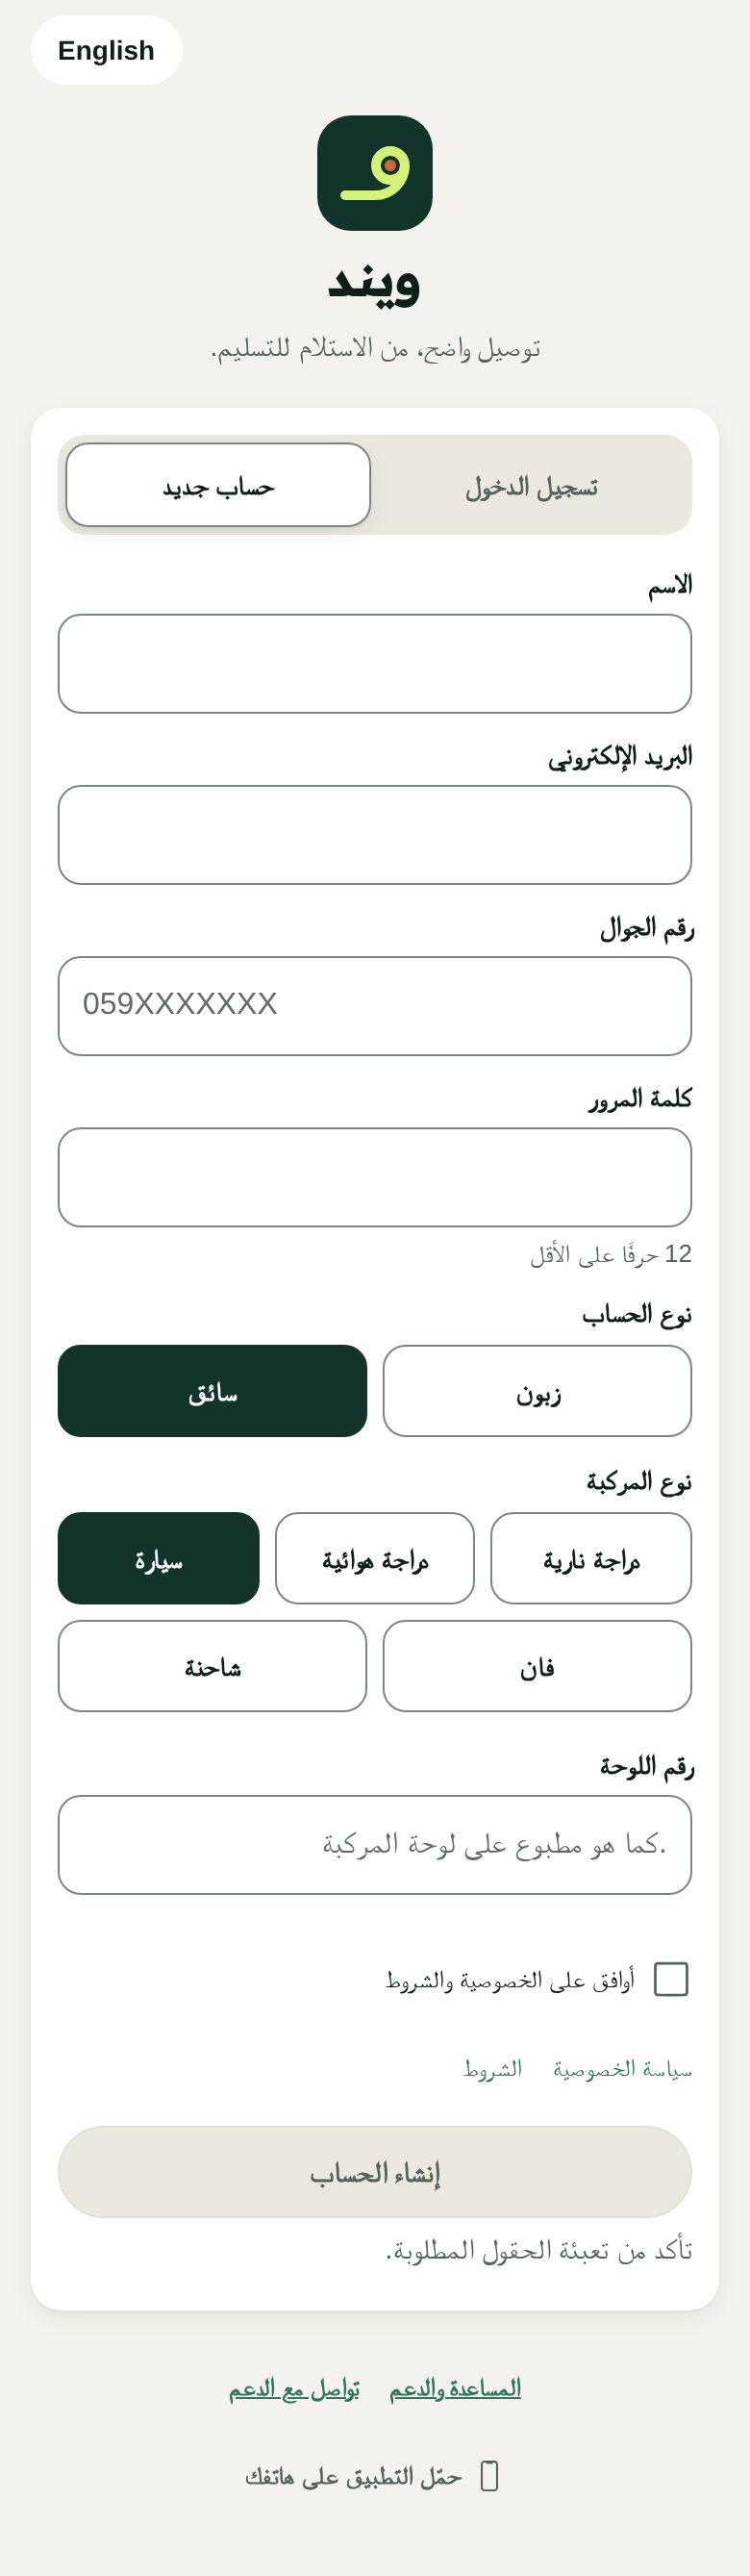 English
ويند
توصيل واضح، من الاستلام للتسليم.
تسجيل الدخول
حساب جديد
الاسم
البريد الإلكتروني
رقم الجوال
059XXXXXXX
كلمة المرور
12 حرفًا على الأقل
نوع الحساب
زبون
سائق
نوع المركبة
دراجة نارية
دراجة هوائية
سيارة
فان
شاحنة
رقم اللوحة
كما هو مطبوع على لوحة المركبة.
أوافق على الخصوصية والشروط
سياسة الخصوصية
الشروط
إنشاء الحساب
تأكد من تعبئة الحقول المطلوبة.
المساعدة والدعم
تواصل مع الدعم
حمّل التطبيق على هاتفك